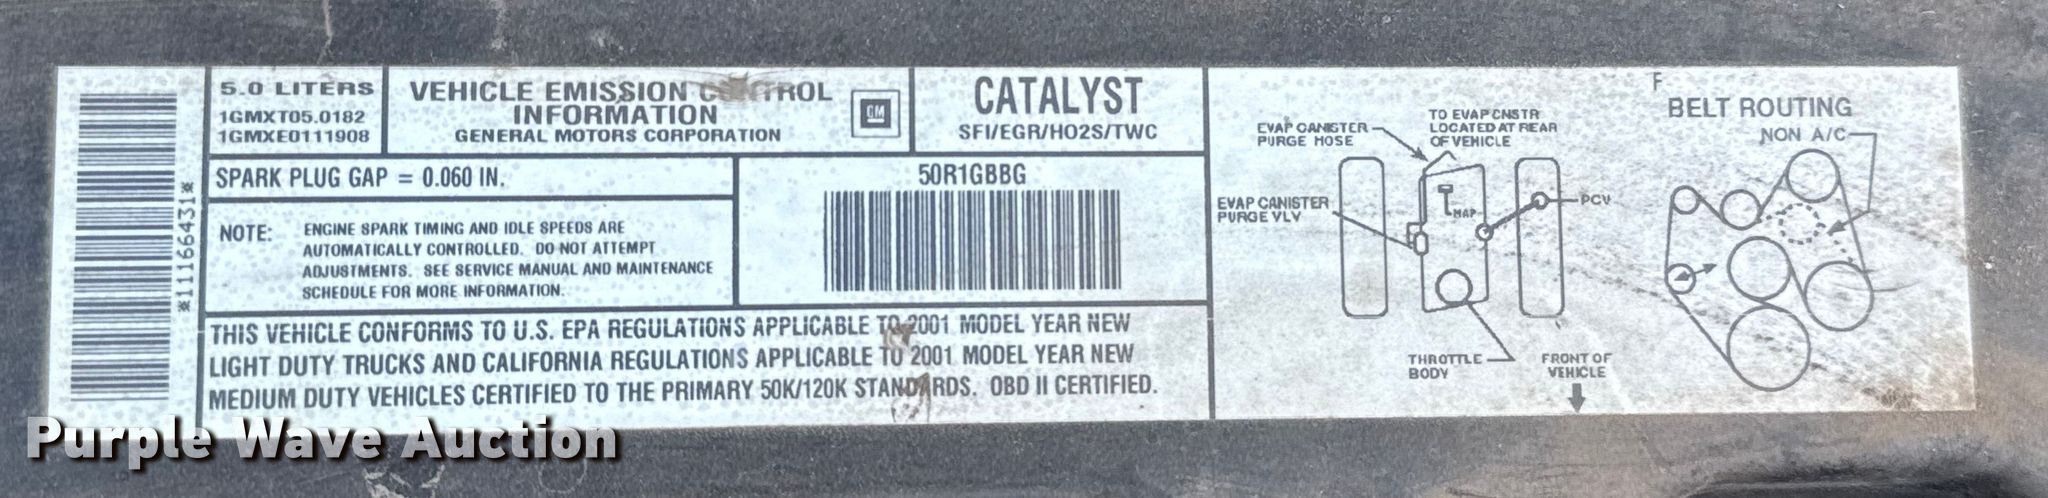 5.0 LITERS
1GMXT05.0182
1GMXE0111908
VEHICLE EMISSION CONTROL
INFORMATION
GENERAL MOTORS CORPORATION
GM
CATALYST
SFI/EGR/HO2S/TWC
*11166431*
SPARK PLUG GAP = 0.060 IN.
NOTE: ENGINE SPARK TIMING AND IDLE SPEEDS ARE
AUTOMATICALLY CONTROLLED. DO NOT ATTEMPT
ADJUSTMENTS. SEE SERVICE MANUAL AND MAINTENANCE
SCHEDULE FOR MORE INFORMATION.
50R1GBBG
THIS VEHICLE CONFORMS TO U.S. EPA REGULATIONS APPLICABLE TO 2001 MODEL YEAR NEW
LIGHT DUTY TRUCKS AND CALIFORNIA REGULATIONS APPLICABLE TO 2001 MODEL YEAR NEW
MEDIUM DUTY VEHICLES CERTIFIED TO THE PRIMARY 50K/120K STANDARDS. OBD II CERTIFIED.
EVAP CANISTER
PURGE HOSE
TO EVAP CNSTR
LOCATED AT REAR
OF VEHICLE
EVAP CANISTER
PURGE VLV
MAP
PCV
THROTTLE
BODY
FRONT OF
VEHICLE
F
BELT ROUTING
NON A/C
Purple Wave Auction